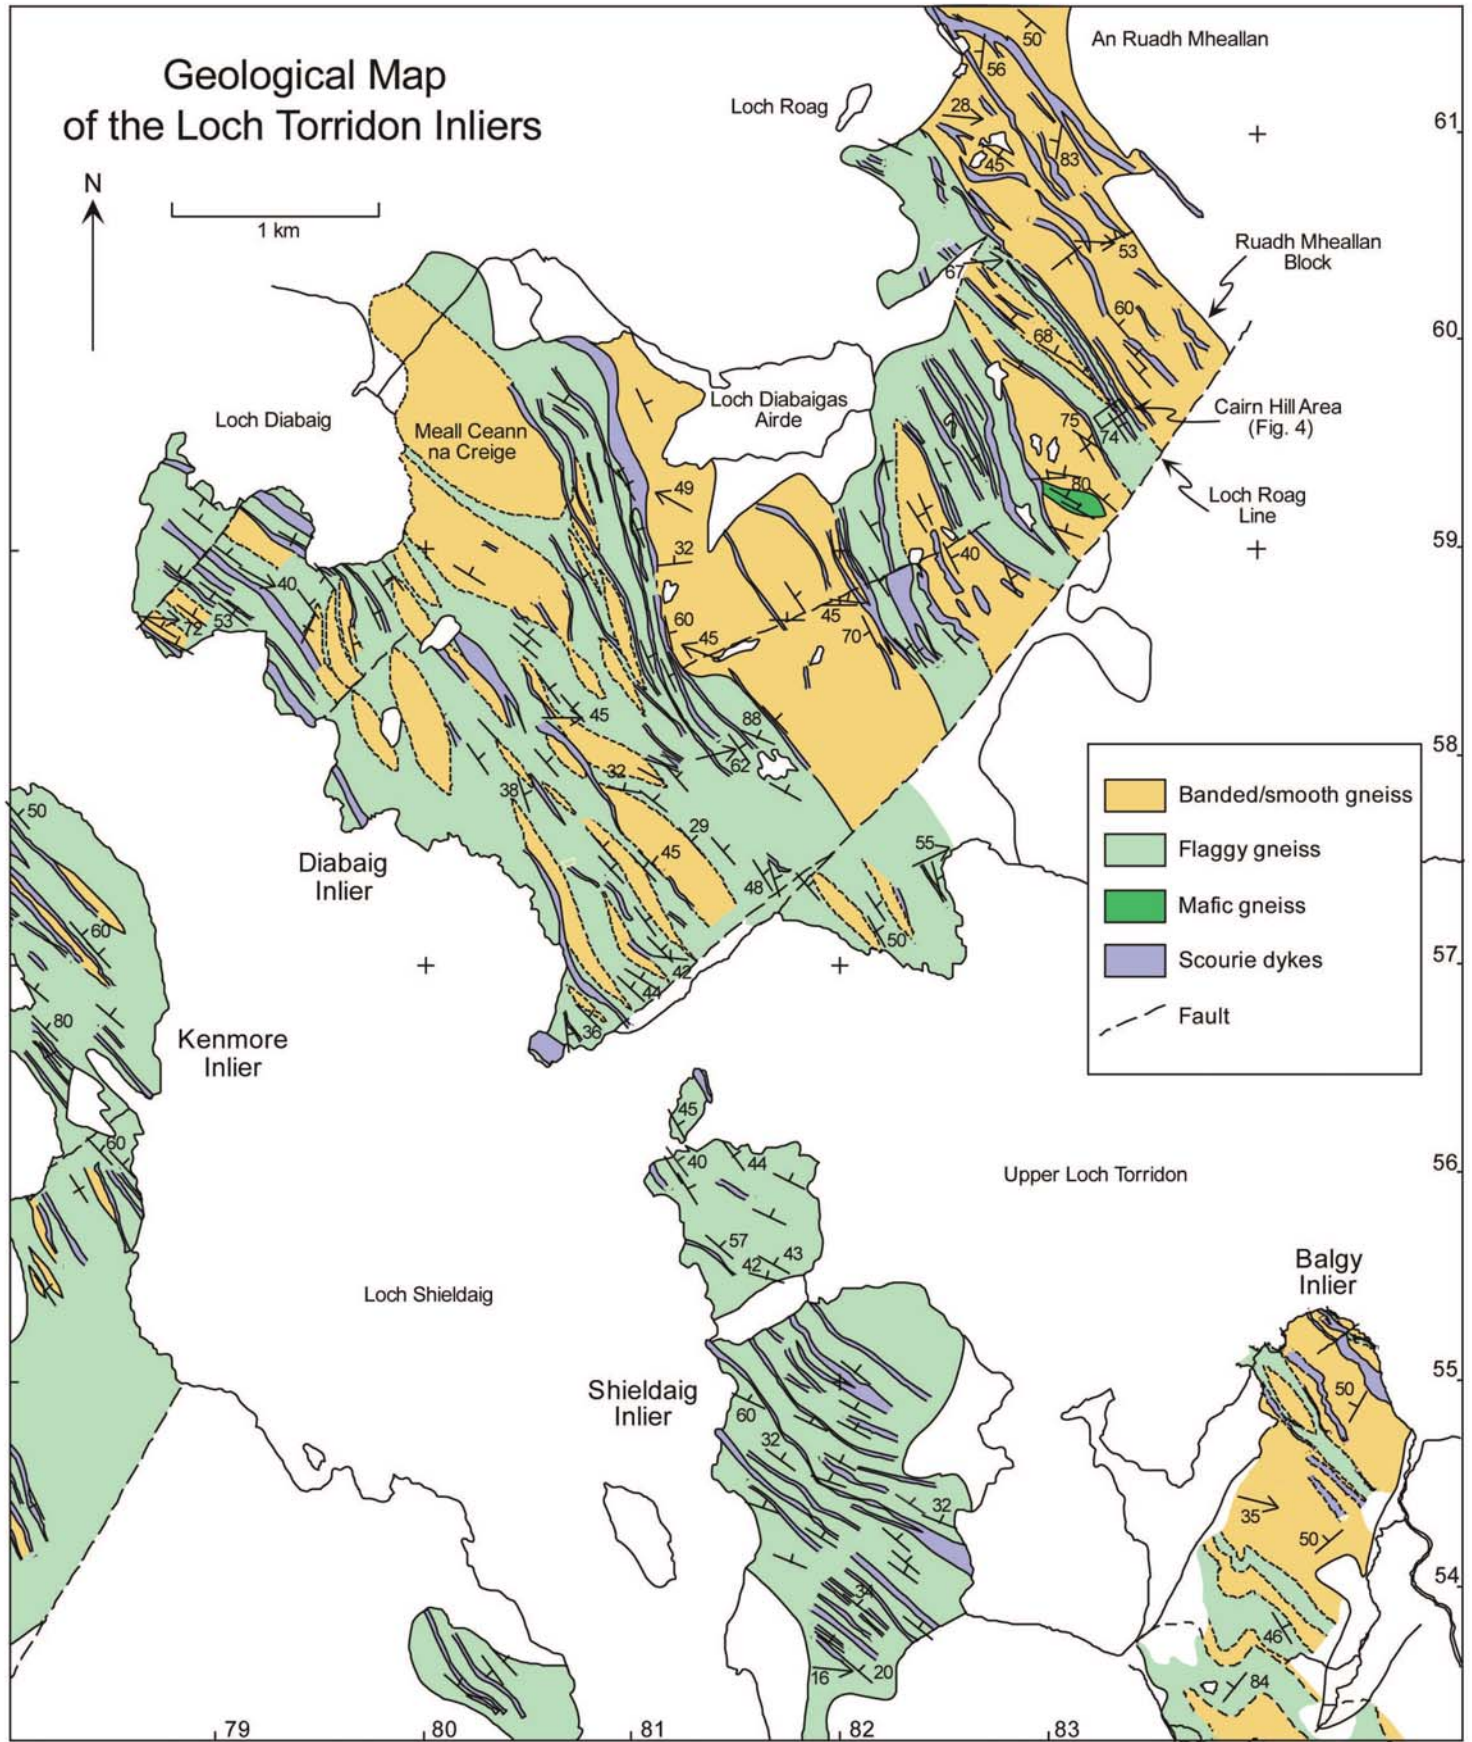 Geological Map
of the Loch Torridon Inliers
N
1 km
An Ruadh Mheallan
50
56
Loch Roag
28
61
83
45
Ruadh Mheallan
Block
53
67
60
60
68
Loch Diabaigas
Airde
Cairn Hill Area
(Fig. 4)
Loch Diabaig
Meall Ceann
na Creige
75
74
80
49
Loch Roag
Line
59
32
40
40
53
72
60
45
45
70
45
88
62
58
32
38
29
45
48
55
50
50
Banded/smooth gneiss
Flaggy gneiss
Mafic gneiss
Scourie dykes
Fault
Diabaig
Inlier
60
57
42
44
36
80
Kenmore
Inlier
45
60
40
44
56
Upper Loch Torridon
57
42
43
Loch Shieldaig
Balgy
Inlier
55
Shieldaig
Inlier
50
60
32
32
35
50
54
34
46
16
20
84
79
80
81
82
83